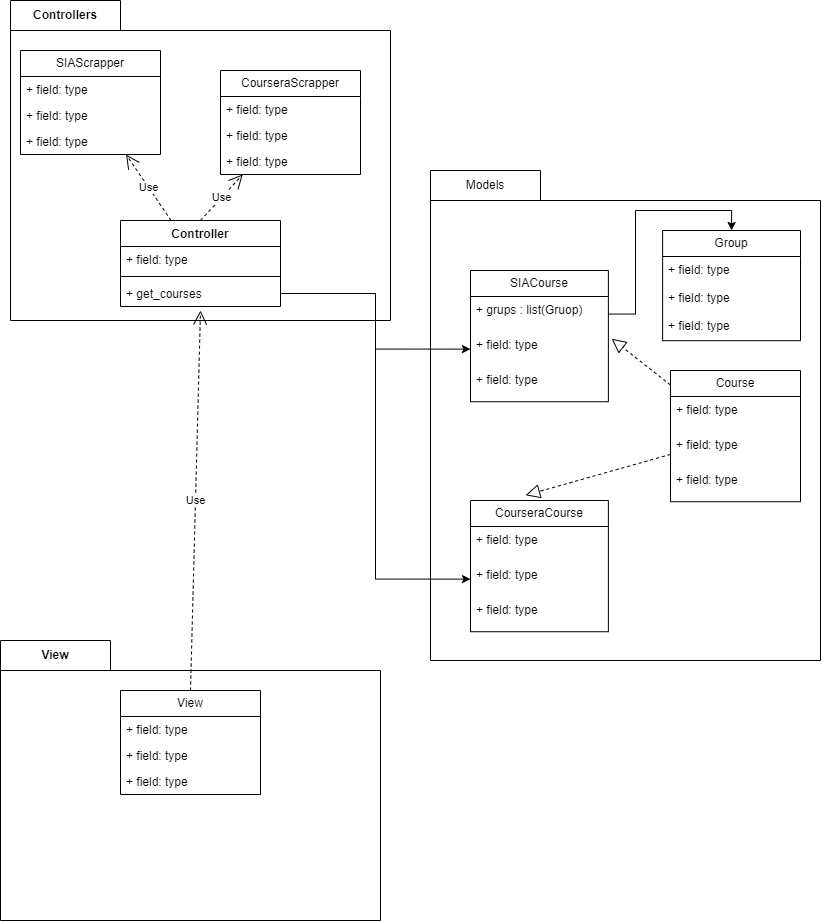 Controllers
SIAScrapper
+ field: type
+ field: type
+ field: type
CourseraScrapper
+ field: type
+ field: type
+ field: type
Use
Use
Controller
+ field: type
+ get_courses
Models
Group
+ field: type
+ field: type
+ field: type
SIACourse
+ grups : list(Gruop)
+ field: type
+ field: type
Course
+ field: type
+ field: type
+ field: type
CourseraCourse
+ field: type
+ field: type
+ field: type
Use
View
View
+ field: type
+ field: type
+ field: type